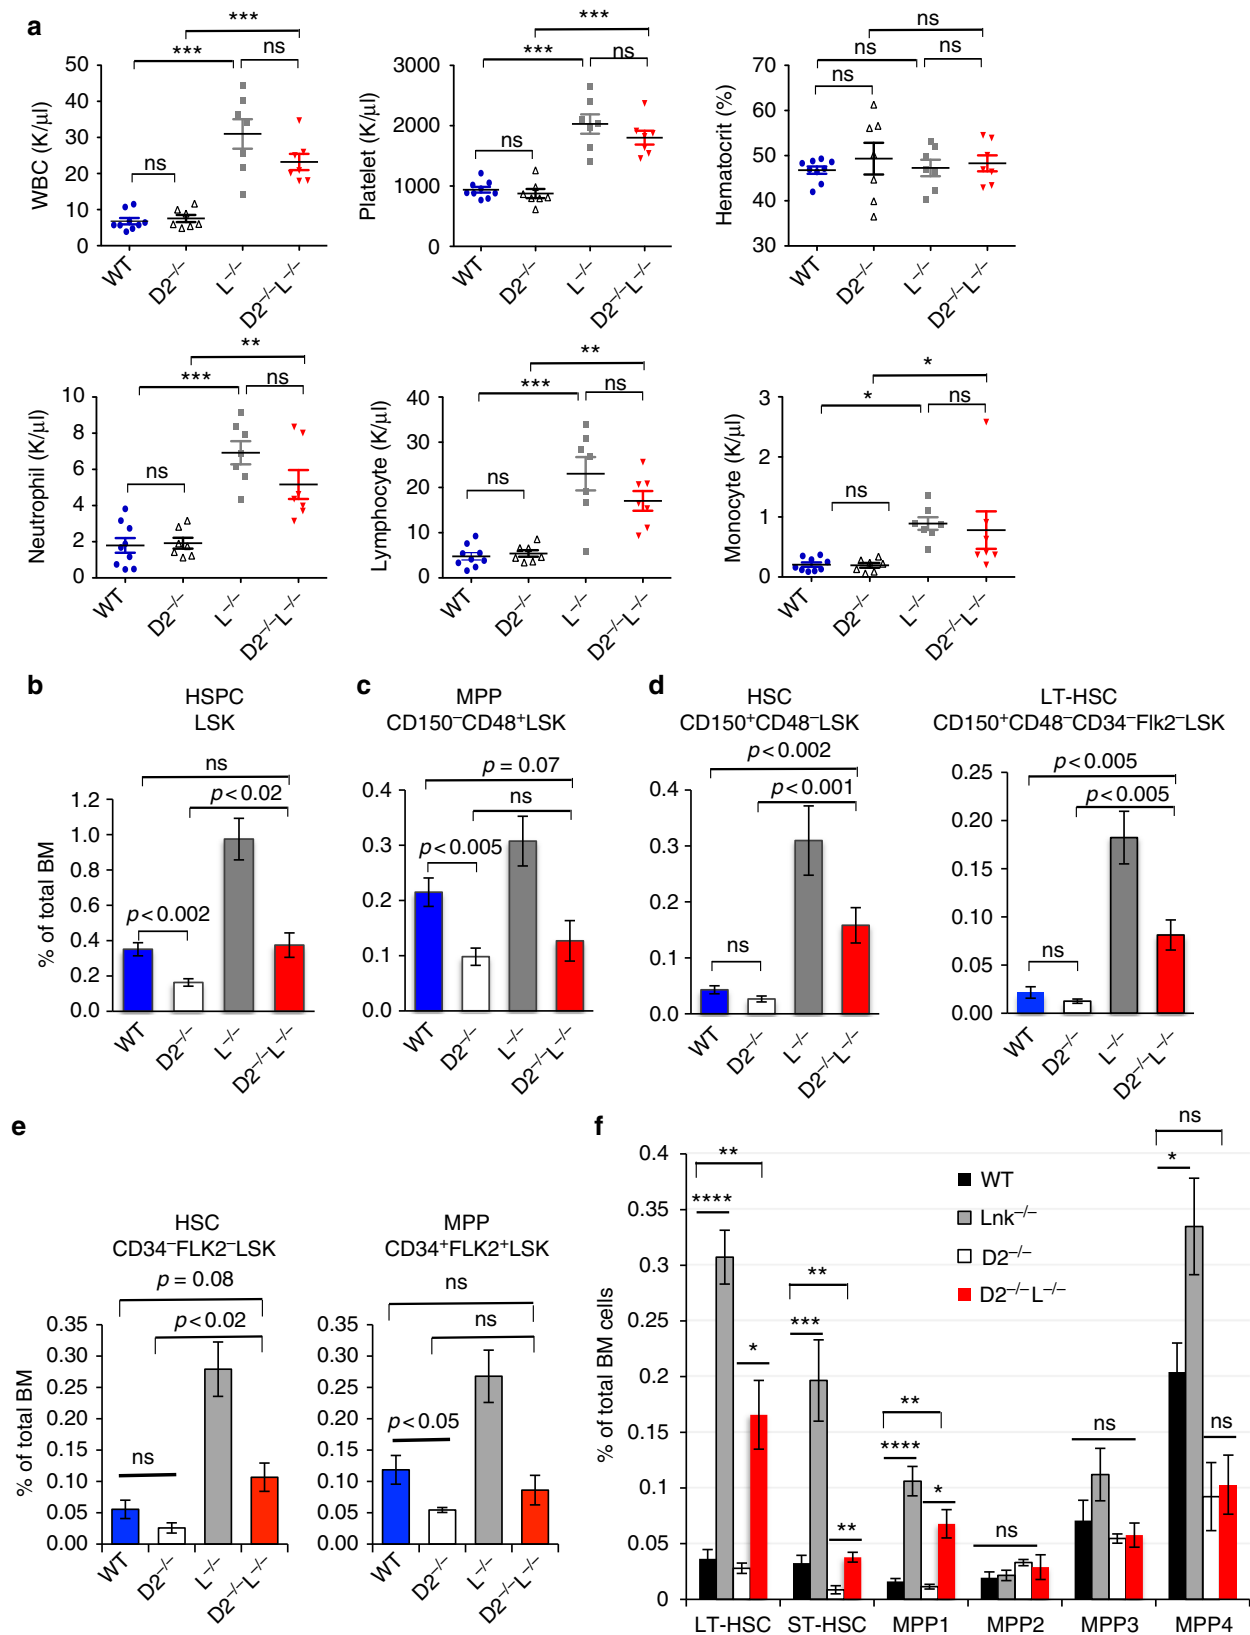 a
***
***
ns
ns
WBC (K/μl)
50
40
30
20
10
0
WT
D2⁻/⁻
L⁻/⁻
D2⁻/⁻L⁻/⁻
***
***
ns
ns
Platelet (K/μl)
3000
2000
1000
0
WT
D2⁻/⁻
L⁻/⁻
D2⁻/⁻L⁻/⁻
ns
ns
ns
ns
Hematocrit (%)
70
60
50
40
30
WT
D2⁻/⁻
L⁻/⁻
D2⁻/⁻L⁻/⁻
**
***
ns
ns
Neutrophil (K/μl)
10
8
6
4
2
0
WT
D2⁻/⁻
L⁻/⁻
D2⁻/⁻L⁻/⁻
**
***
ns
ns
Lymphocyte (K/μl)
40
30
20
10
0
WT
D2⁻/⁻
L⁻/⁻
D2⁻/⁻L⁻/⁻
*
*
ns
ns
Monocyte (K/μl)
3
2
1
0
WT
D2⁻/⁻
L⁻/⁻
D2⁻/⁻L⁻/⁻
b
HSPC
LSK
ns
p < 0.02
p < 0.002
% of total BM
1.2
1.0
0.8
0.6
0.4
0.2
0.0
WT
D2⁻/⁻
L⁻/⁻
D2⁻/⁻L⁻/⁻
c
MPP
CD150⁻CD48⁺LSK
p = 0.07
ns
p < 0.005
0.4
0.3
0.2
0.1
0.0
WT
D2⁻/⁻
L⁻/⁻
D2⁻/⁻L⁻/⁻
d
HSC
CD150⁺CD48⁻LSK
p < 0.002
p < 0.001
ns
0.4
0.3
0.2
0.1
0.0
WT
D2⁻/⁻
L⁻/⁻
D2⁻/⁻L⁻/⁻
LT-HSC
CD150⁺CD48⁻CD34⁻Flk2⁻LSK
p < 0.005
p < 0.005
ns
0.25
0.20
0.15
0.10
0.05
0.00
WT
D2⁻/⁻
L⁻/⁻
D2⁻/⁻L⁻/⁻
e
HSC
CD34⁻FLK2⁻LSK
p = 0.08
p < 0.02
ns
% of total BM
0.35
0.30
0.25
0.20
0.15
0.10
0.05
0.00
WT
D2⁻/⁻
L⁻/⁻
D2⁻/⁻L⁻/⁻
MPP
CD34⁺FLK2⁺LSK
ns
ns
p < 0.05
0.35
0.30
0.25
0.20
0.15
0.10
0.05
0.00
WT
D2⁻/⁻
L⁻/⁻
D2⁻/⁻L⁻/⁻
f
% of total BM cells
0.4
0.35
0.3
0.25
0.2
0.15
0.1
0.05
0
WT
Lnk⁻/⁻
D2⁻/⁻
D2⁻/⁻L⁻/⁻
**
****
*
**
***
**
**
****
*
ns
ns
ns
*
ns
LT-HSC
ST-HSC
MPP1
MPP2
MPP3
MPP4